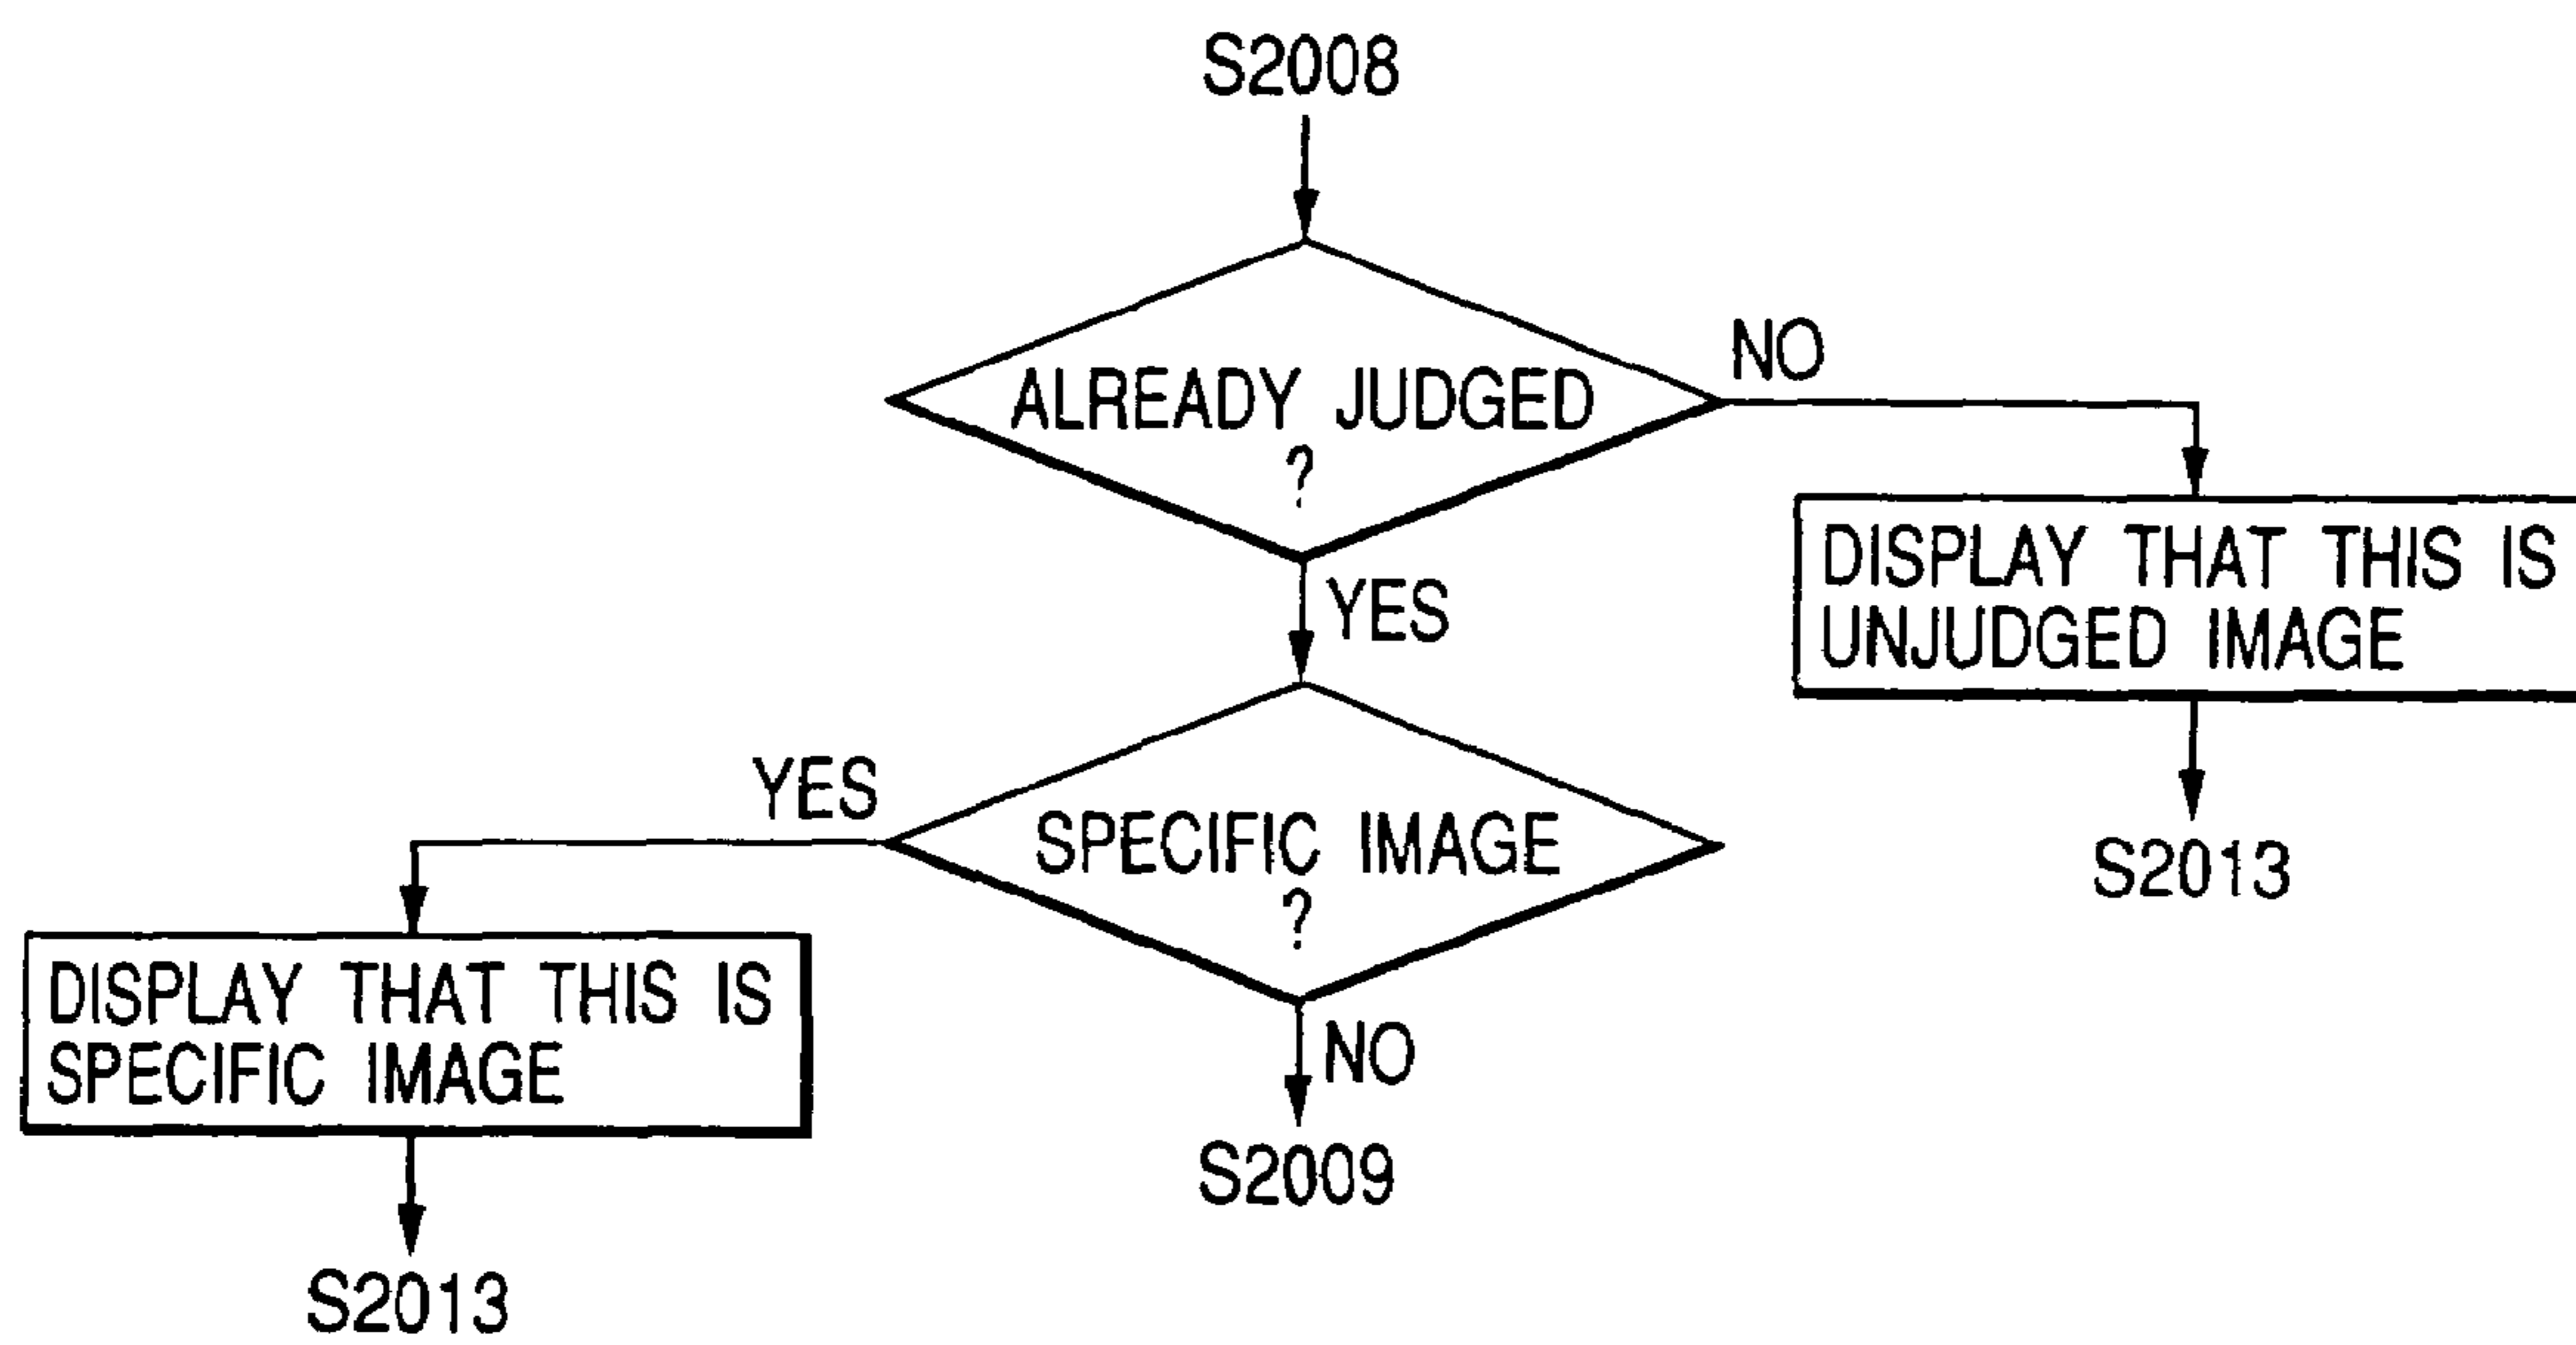 S2008
ALREADY JUDGED
?
NO
DISPLAY THAT THIS IS
UNJUDGED IMAGE
S2013
YES
SPECIFIC IMAGE
?
YES
DISPLAY THAT THIS IS
SPECIFIC IMAGE
S2013
NO
S2009